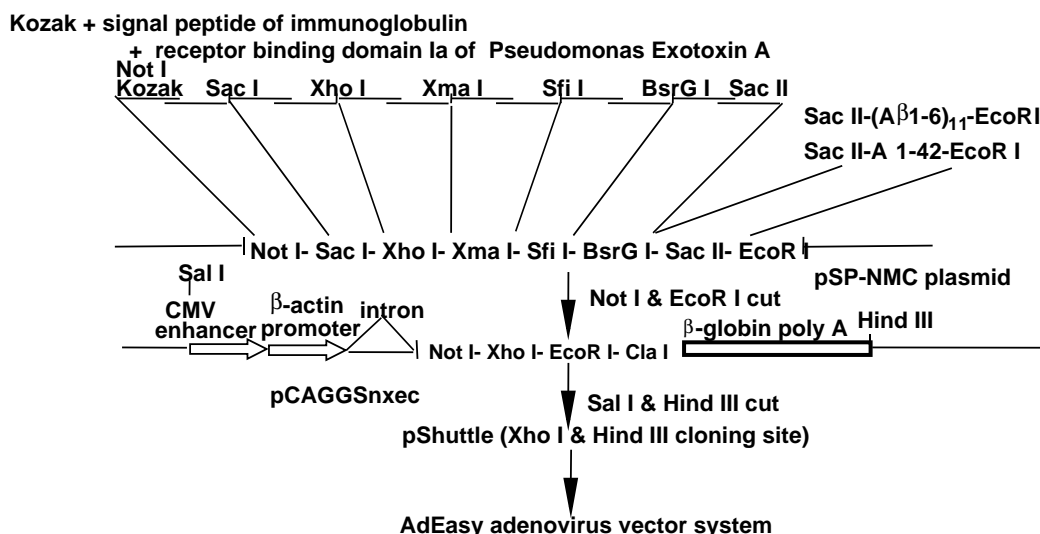 Kozak + signal peptide of immunoglobulin
+ receptor binding domain Ia of Pseudomonas Exotoxin A
Not I
Kozak Sac I Xho I Xma I Sfi I BsrG I Sac II
Sac II-(Aβ1-6)11-EcoRI
Sac II-A 1-42-EcoR I
Not I- Sac I- Xho I- Xma I- Sfi I- BsrG I- Sac II- EcoR I
pSP-NMC plasmid
Sal I
Not I & EcoR I cut
CMV enhancer
β-actin promoter
intron
β-globin poly A
Hind III
Not I- Xho I- EcoR I- Cla I
pCAGGSnxec
Sal I & Hind III cut
pShuttle (Xho I & Hind III cloning site)
AdEasy adenovirus vector system